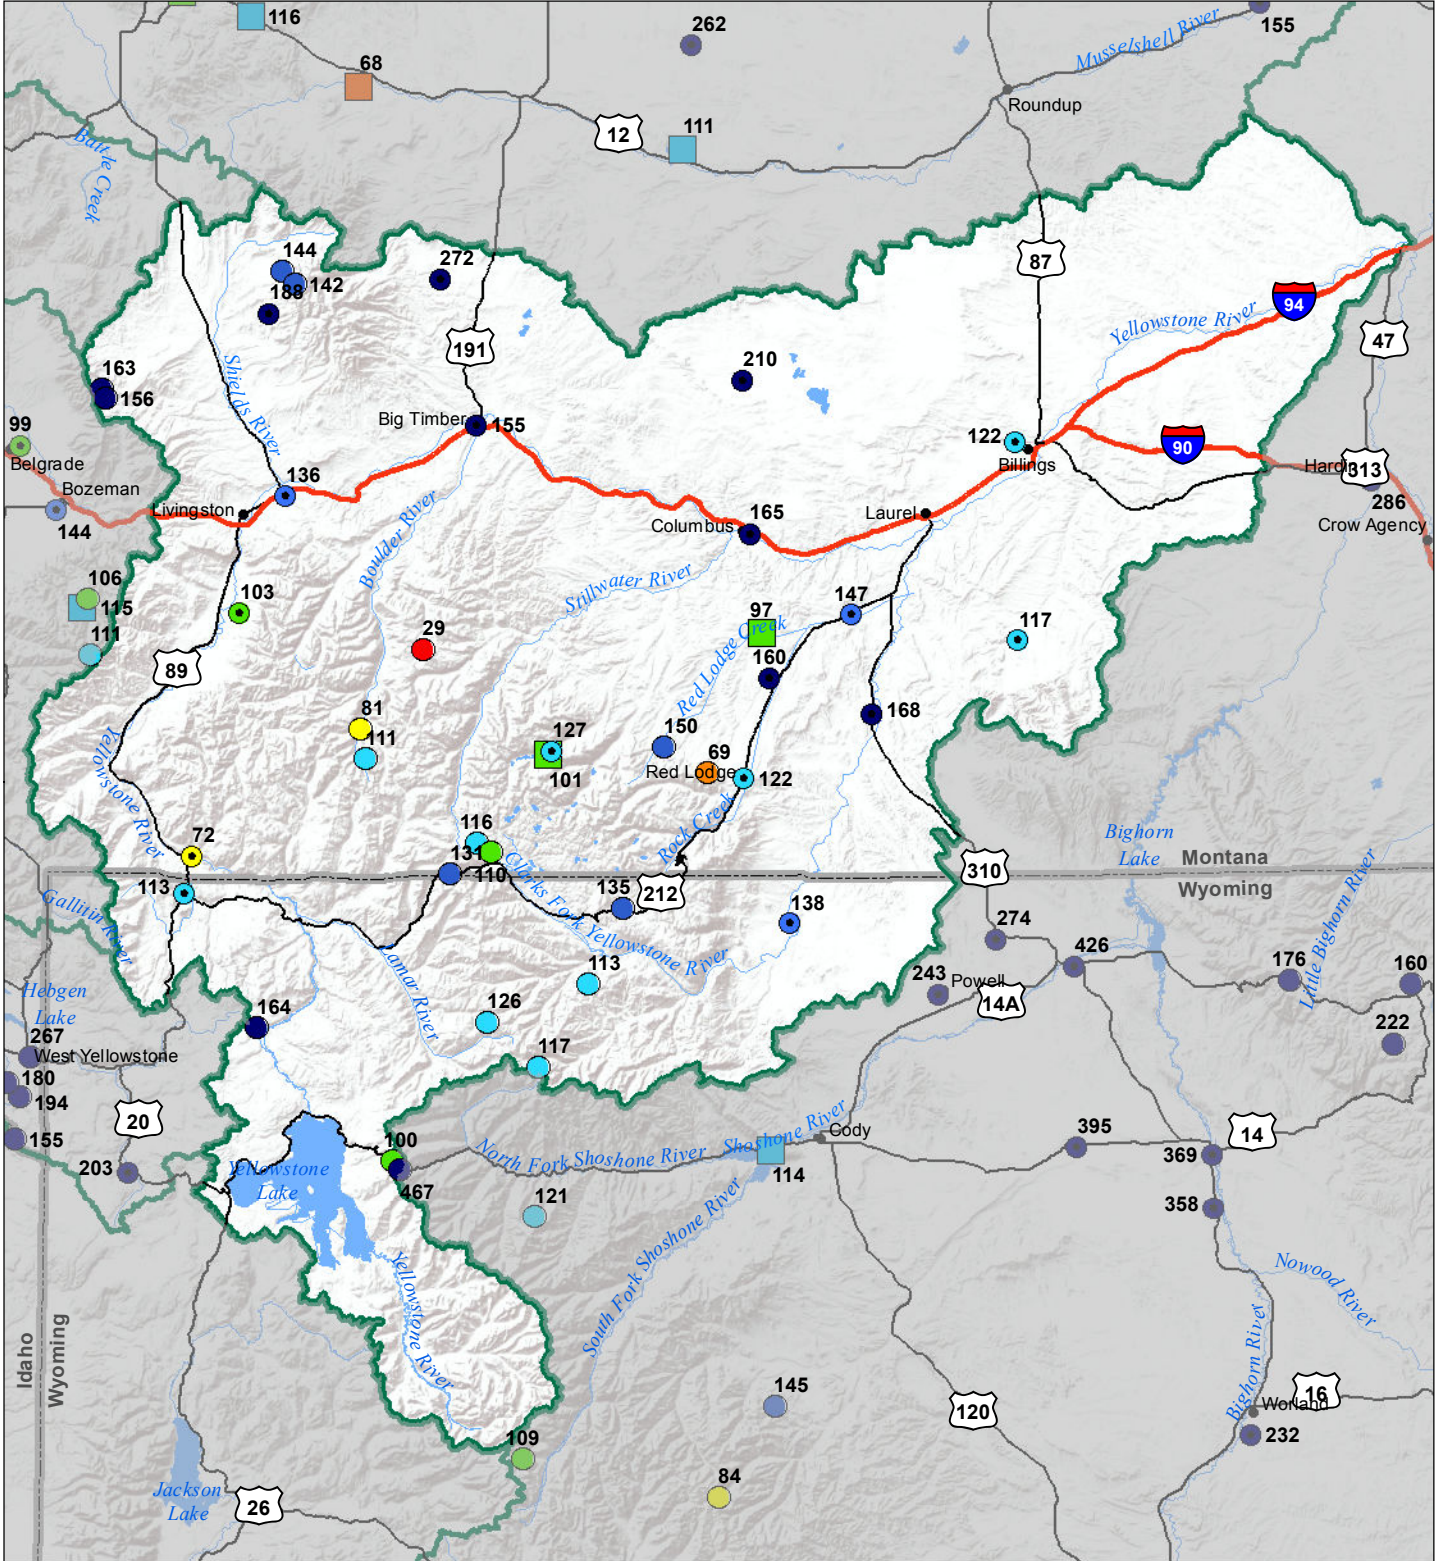 116
262
155
Musselshell River
68
Roundup
12
111
Battle Creek
144
142
188
272
87
94
Yellowstone River
47
191
Shields River
163
156
210
Big Timber
155
99
Belgrade
122
Billings
90
Hardin
313
286
Bozeman
144
136
Livingston
Boulder River
Columbus
165
Laurel
Crow Agency
106
115
111
103
Stillwater River
147
97
Red Lodge Creek
117
29
89
160
168
81
111
127
101
150
69
Red Lodge
122
Yellowstone River
72
116
131
110
Rock Creek
Bighorn
Lake
Montana
Wyoming
310
113
Gallitin River
Clarks Fork Yellowstone River
135
212
138
Little Bighorn River
274
426
Lamar River
113
243
Powell
14A
176
160
Hebgen
Lake
267
West Yellowstone
164
126
222
117
180
194
20
155
203
100
467
Yellowstone
Lake
North Fork Shoshone River
Shoshone River
Cody
114
395
14
369
358
121
South Fork Shoshone River
Yellowstone River
Nowood River
Bighorn River
Idaho
Wyoming
145
120
16
Worland
232
109
84
Jackson
Lake
26